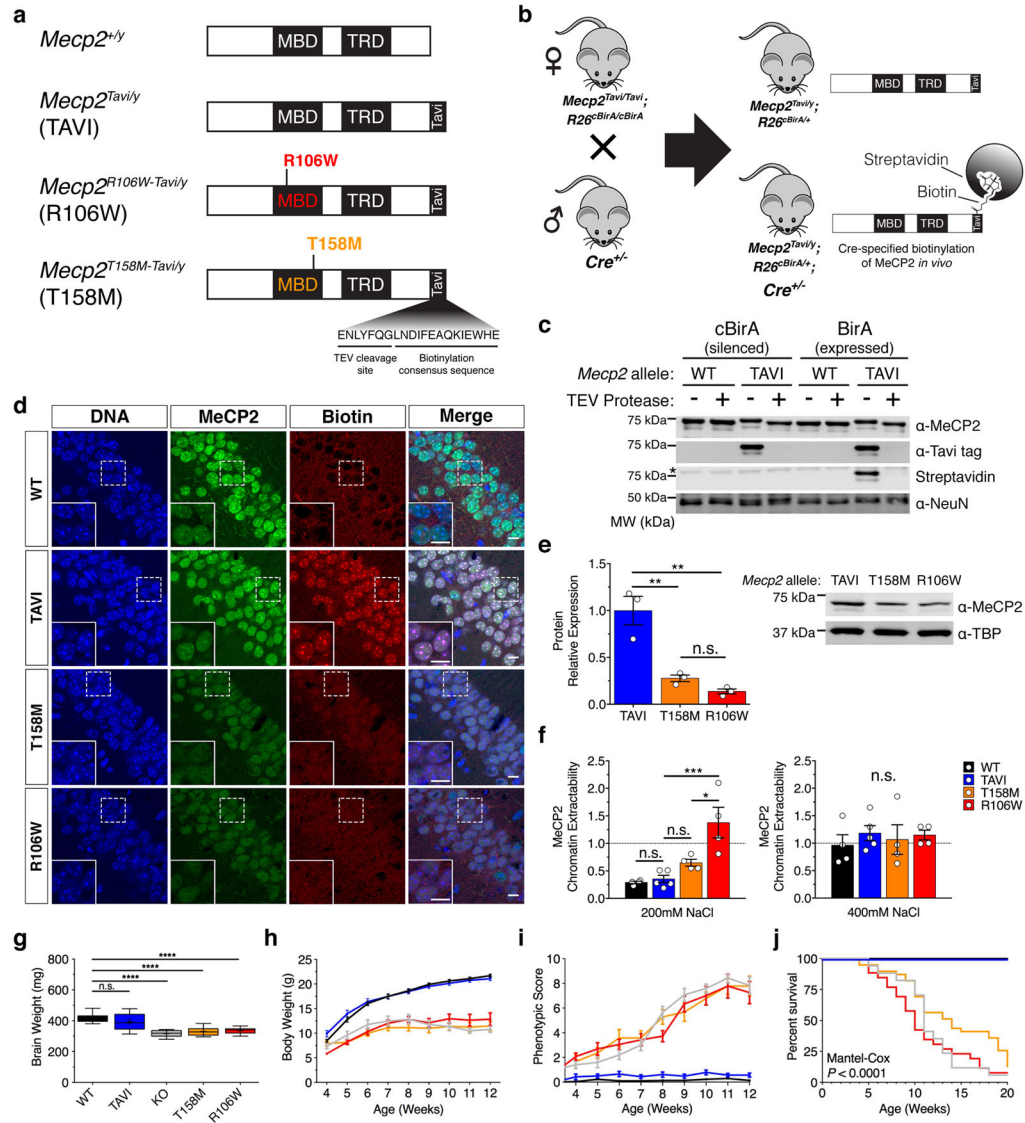 a
Mecp2+/y
MBD TRD
Mecp2Tavi/y
(TAVI)
MBD TRD Tavi
R106W
Mecp2R106W-Tavi/y
(R106W)
MBD TRD Tavi
T158M
Mecp2T158M-Tavi/y
(T158M)
MBD TRD Tavi
ENLYFQGLNDIFEAQKIEWHE
TEV cleavage
site
Biotinylation
consensus sequence
b
♀
Mecp2Tavi/Tavi;
R26cBirA/cBirA
×
♂
Cre+/-
Mecp2Tavi/y;
R26cBirA/+
MBD TRD Tavi
Mecp2Tavi/y;
R26cBirA/+;
Cre+/-
Streptavidin
Biotin
MBD TRD Tavi
Cre-specified biotinylation
of MeCP2 in vivo
c
cBirA
(silenced)
BirA
(expressed)
Mecp2 allele: WT TAVI WT TAVI
TEV Protease: - + - + - + - +
75 kDa α-MeCP2
75 kDa α-Tavi tag
75 kDa * Streptavidin
50 kDa α-NeuN
MW (kDa)
d
DNA MeCP2 Biotin Merge
WT
TAVI
T158M
R106W
e
Protein
Relative Expression
1.5
1.0
0.5
0.0
**
**
n.s.
TAVI T158M R106W
Mecp2 allele: TAVI T158M R106W
75 kDa α-MeCP2
37 kDa α-TBP
f
MeCP2
Chromatin Extractability
2.5
2.0
1.5
1.0
0.5
0.0
***
*
n.s.
n.s.
200mM NaCl
MeCP2
Chromatin Extractability
2.5
2.0
1.5
1.0
0.5
0.0
n.s.
400mM NaCl
WT
TAVI
T158M
R106W
g
Brain Weight (mg)
800
600
400
200
0
****
****
****
n.s.
WT TAVI KO T158M R106W
h
Body Weight (g)
25
20
15
10
5
0
4 5 6 7 8 9 10 11 12
Age (Weeks)
i
Phenotypic Score
10
8
6
4
2
0
4 5 6 7 8 9 10 11 12
Age (Weeks)
j
Percent survival
100
80
60
40
20
0
Mantel-Cox
P < 0.0001
0 5 10 15 20
Age (Weeks)